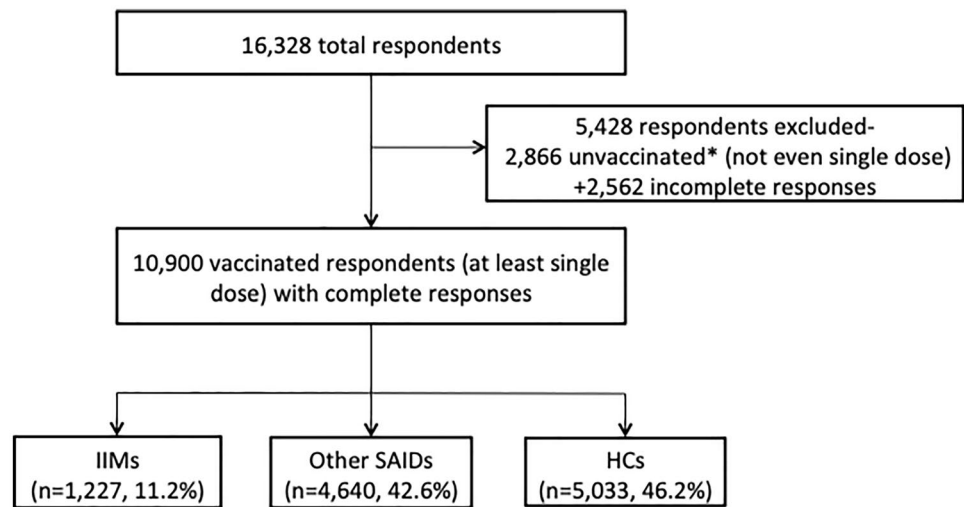 16,328 total respondents
5,428 respondents excluded-
2,866 unvaccinated* (not even single dose)
+2,562 incomplete responses
10,900 vaccinated respondents (at least single
dose) with complete responses
IIMs
(n=1,227, 11.2%)
Other SAIDs
(n=4,640, 42.6%)
HCs
(n=5,033, 46.2%)